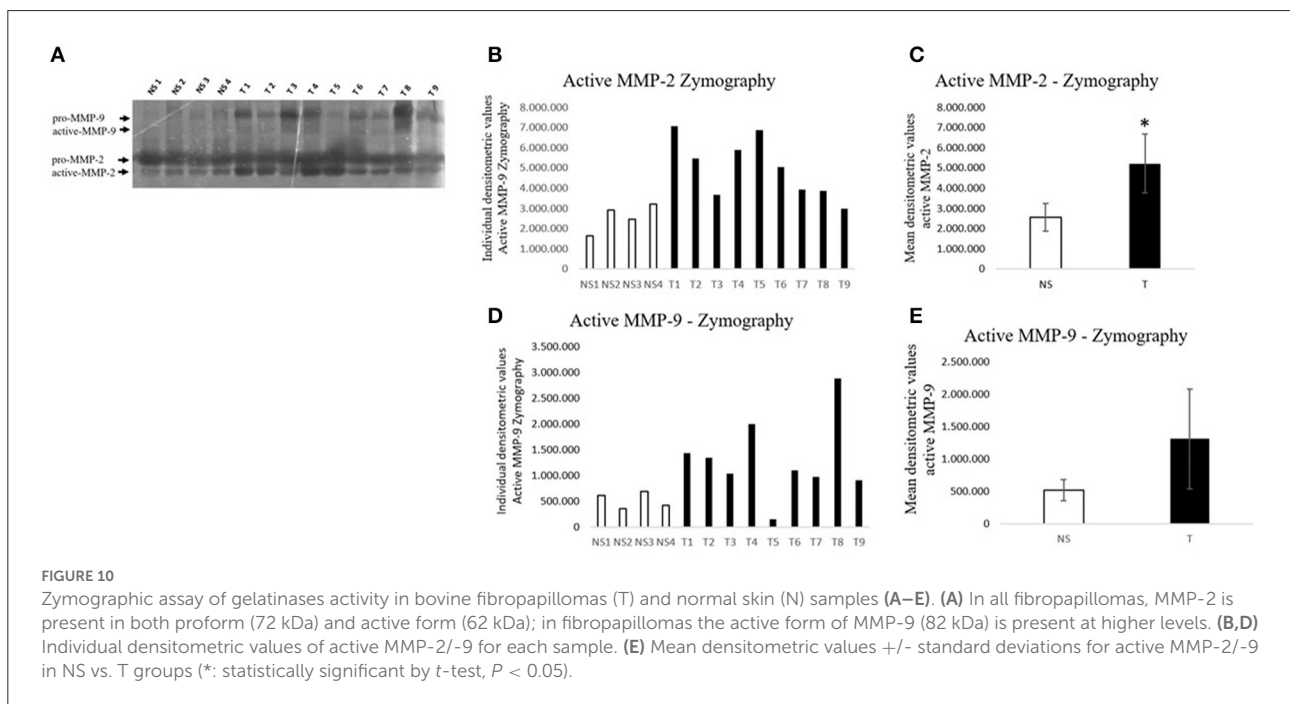 A
NS1 NS2 NS3 NS4 T1 T2 T3 T4 T5 T6 T7 T8 T9
pro-MMP-9
active-MMP-9
pro-MMP-2
active-MMP-2
B
Active MMP-2 Zymography
Individual densitometric values
Active MMP-9 Zymography
8.000.000
7.000.000
6.000.000
5.000.000
4.000.000
3.000.000
2.000.000
1.000.000
0
NS1 NS2 NS3 NS4 T1 T2 T3 T4 T5 T6 T7 T8 T9
C
Active MMP-2 - Zymography
Mean densitometric values
active MMP-2
8.000.000
7.000.000
6.000.000
5.000.000
4.000.000
3.000.000
2.000.000
1.000.000
0
*
NS T
D
Active MMP-9 - Zymography
Individual densitometric values
Active MMP-9 Zymography
3.500.000
3.000.000
2.500.000
2.000.000
1.500.000
1.000.000
500.000
0
NS1 NS2 NS3 NS4 T1 T2 T3 T4 T5 T6 T7 T8 T9
E
Active MMP-9 - Zymography
Mean densitometric values
active MMP-9
2.500.000
2.000.000
1.500.000
1.000.000
500.000
0
NS T
FIGURE 10
Zymographic assay of gelatinases activity in bovine fibropapillomas (T) and normal skin (N) samples (A–E). (A) In all fibropapillomas, MMP-2 is
present in both proform (72 kDa) and active form (62 kDa); in fibropapillomas the active form of MMP-9 (82 kDa) is present at higher levels. (B,D)
Individual densitometric values of active MMP-2/-9 for each sample. (E) Mean densitometric values +/- standard deviations for active MMP-2/-9
in NS vs. T groups (*: statistically significant by t-test, P < 0.05).